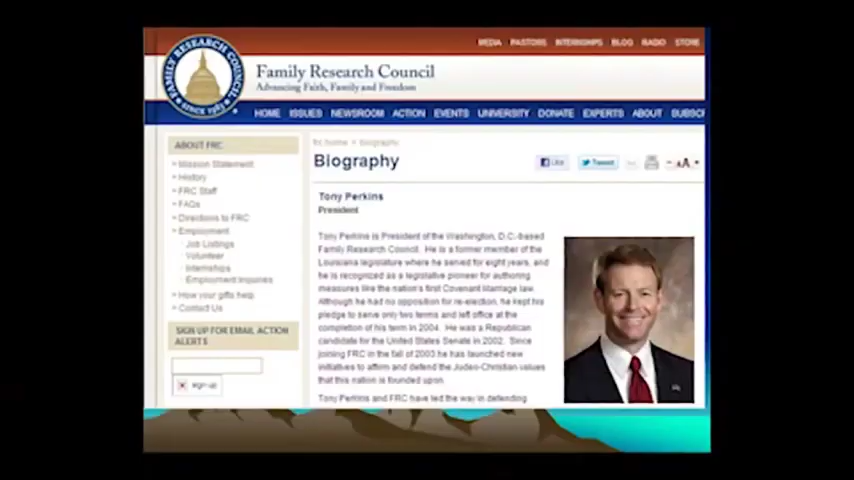 MEDIA PASTORS INTERNSHIPS BLOG RADIO STORE
FAMILY RESEARCH COUNCIL
SINCE 1983
Family Research Council
Advancing Faith, Family and Freedom
HOME ISSUES NEWSROOM ACTION EVENTS UNIVERSITY DONATE EXPERTS ABOUT SUBSC
ABOUT FRC
Mission Statement
History
FRC Staff
FAQs
Directions to FRC
Employment
Job Listings
Volunteer
Internships
Employment Inquiries
How your gifts help
Contact Us
SIGN UP FOR EMAIL ACTION
ALERTS
sign-up
frc home > biography
Biography
Like
Tweet
- AA +
Tony Perkins
President
Tony Perkins is President of the Washington, D.C.-based
Family Research Council. He is a former member of the
Louisiana legislature where he served for eight years, and
he is recognized as a legislative pioneer for authoring
measures like the nation's first Covenant Marriage law.
Although he had no opposition for re-election, he kept his
pledge to serve only two terms and left office at the
completion of his term in 2004. He was a Republican
candidate for the United States Senate in 2002. Since
joining FRC in the fall of 2003 he has launched new
initiatives to affirm and defend the Judeo-Christian values
that this nation is founded upon.
Tony Perkins and FRC have led the way in defending